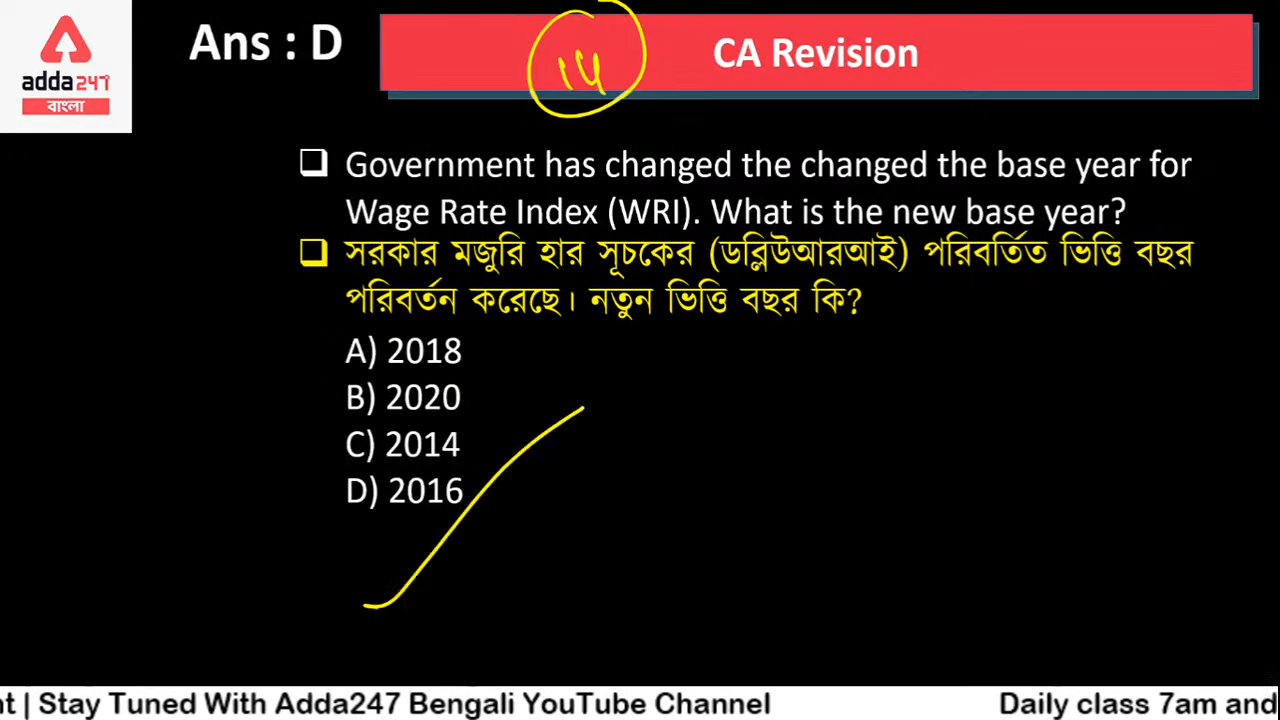 adda247
বাংলা
Ans : D
14
CA Revision
❑ Government has changed the changed the base year for
Wage Rate Index (WRI). What is the new base year?
❑ সরকার মজুরি হার সূচকের (ডব্লিউআরআই) পরিবর্তিত ভিত্তি বছর
পরিবর্তন করেছে। নতুন ভিত্তি বছর কি?
A) 2018
B) 2020
C) 2014
D) 2016
t | Stay Tuned With Adda247 Bengali YouTube Channel Daily class 7am and